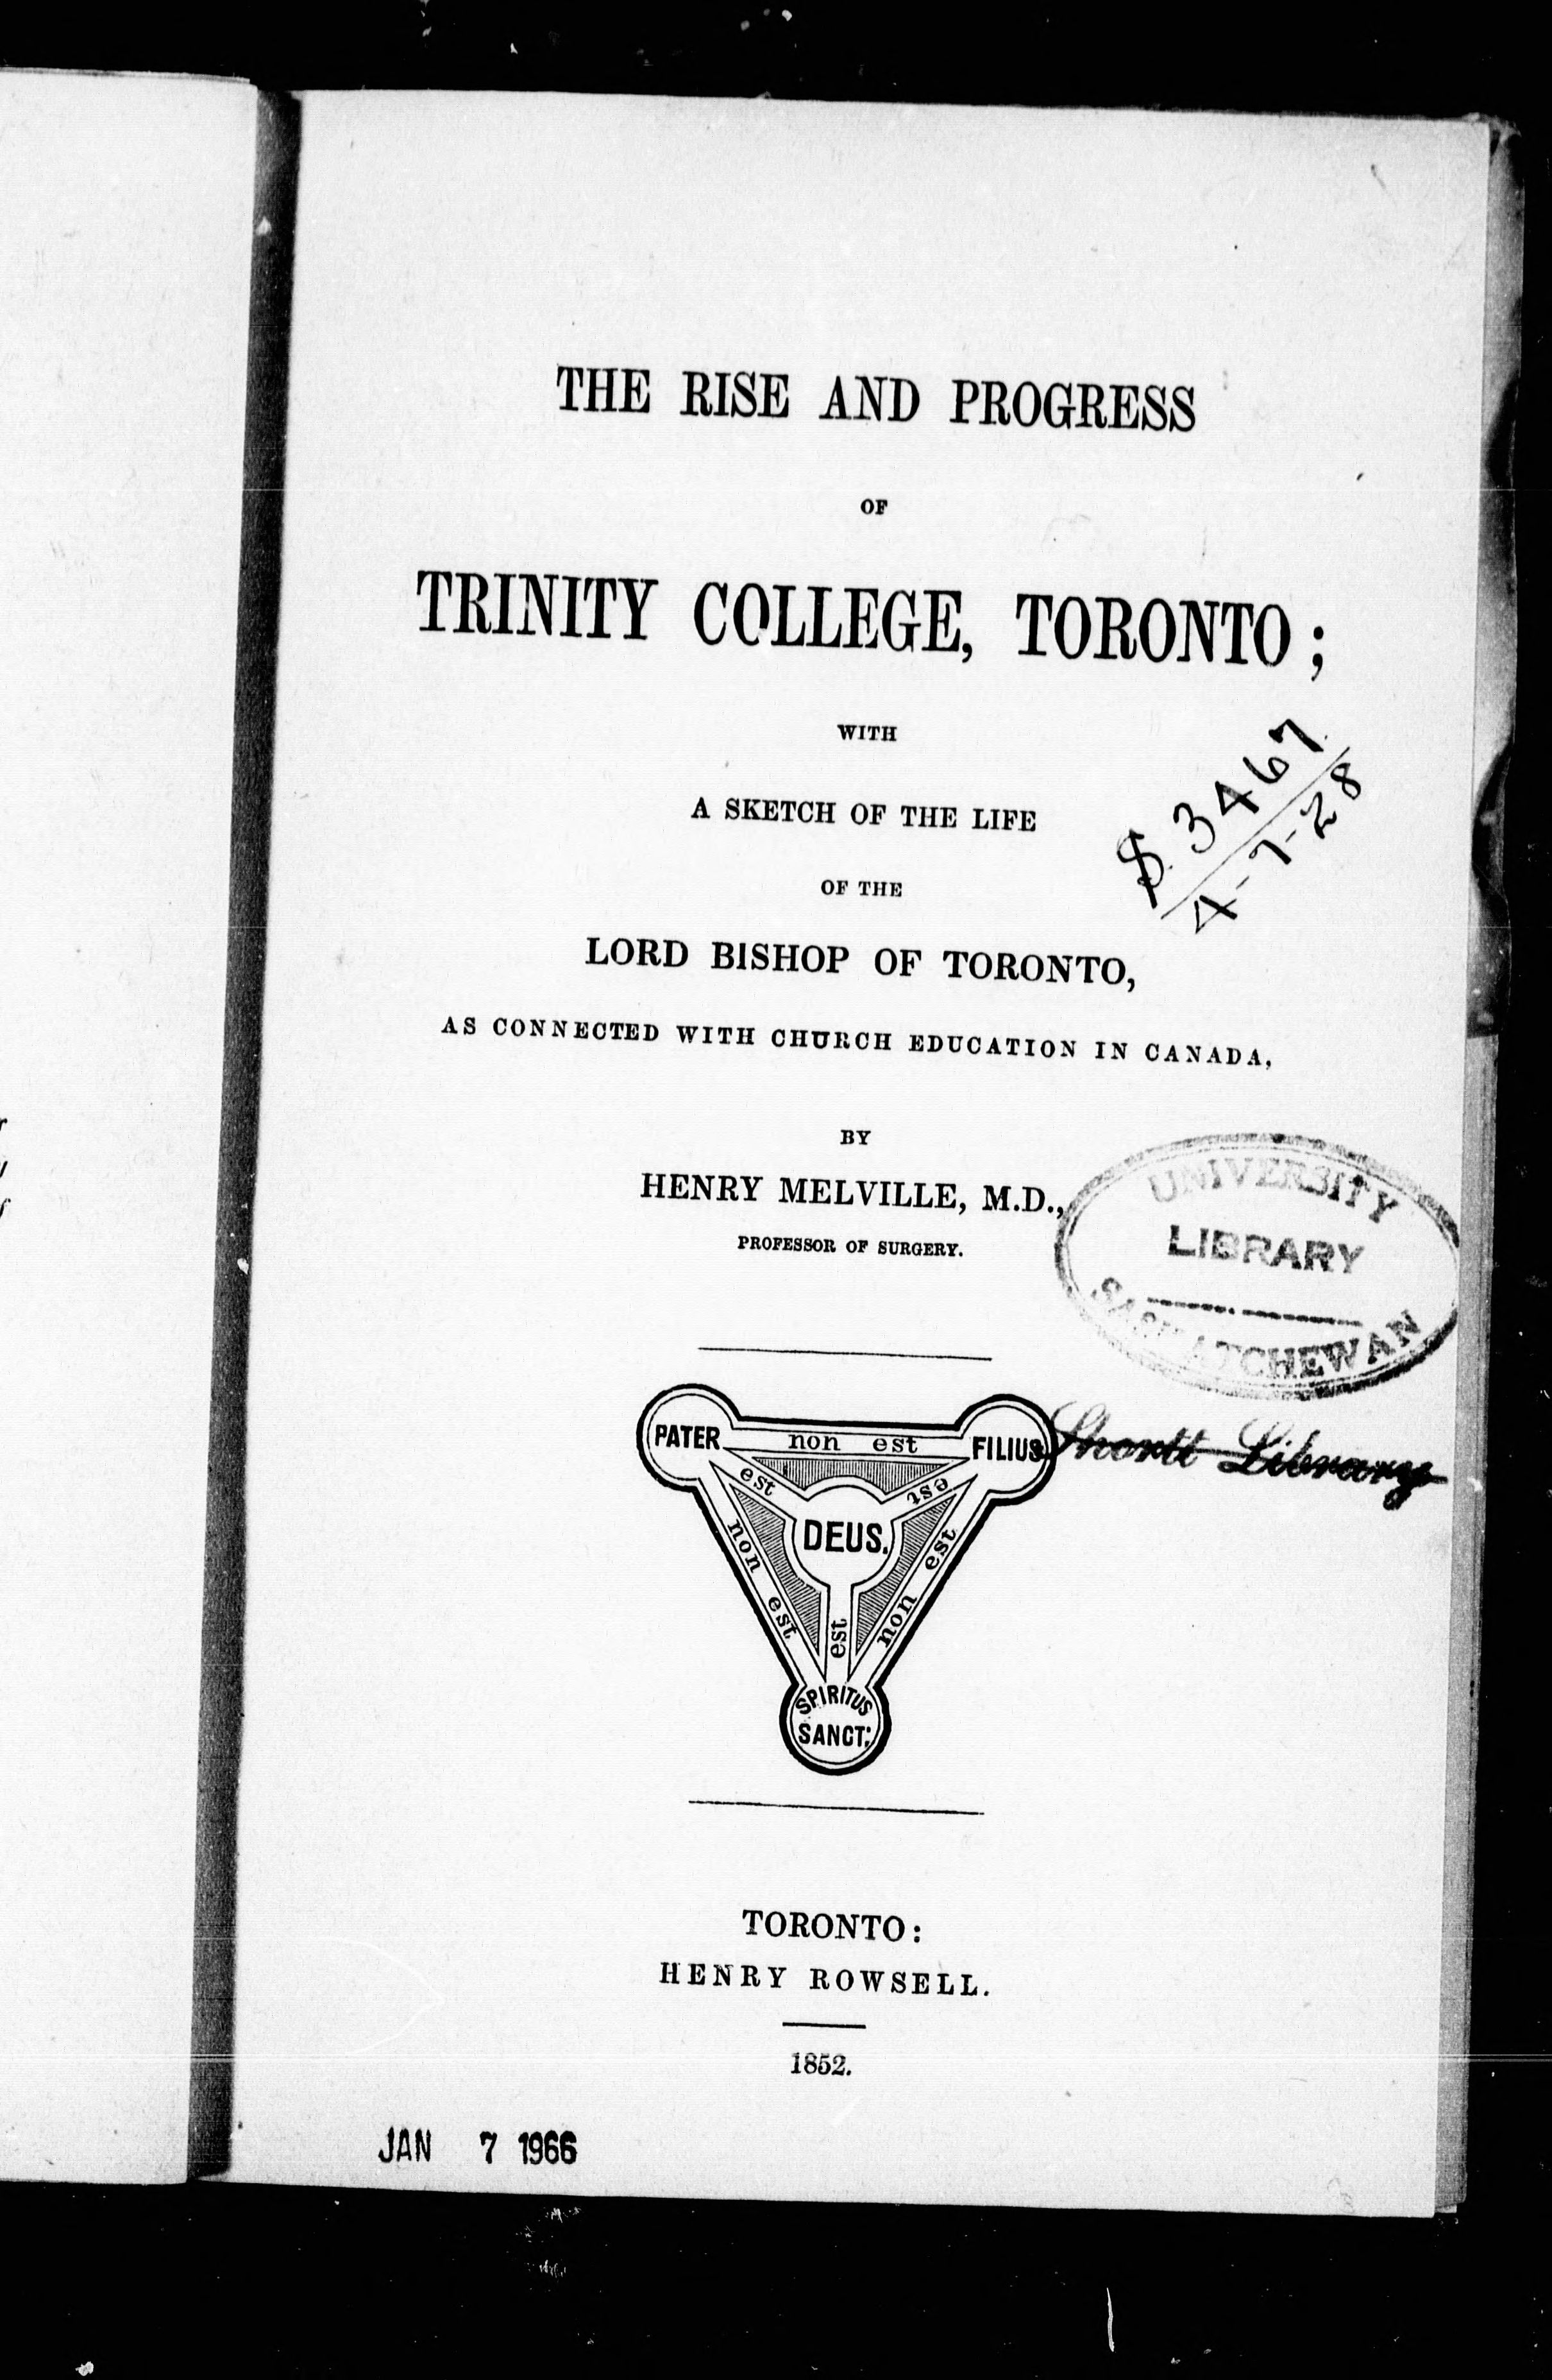 THE RISE AND PROGRESS
OF
TRINITY COLLEGE, TORONTO;
WITH
A SKETCH OF THE LIFE
OF THE
LORD BISHOP OF TORONTO,
AS CONNECTED WITH CHURCH EDUCATION IN CANADA,
BY
HENRY MELVILLE, M.D.,
PROFESSOR OF SURGERY.
$.3467
4-7-28
UNIVERSITY
LIBRARY
SASKATCHEWAN
Shortt Library
PATER non est FILIUS
est est
DEUS.
non est est non est
SPIRITUS
SANCT:
TORONTO:
HENRY ROWSELL.
1852.
JAN 7 1966